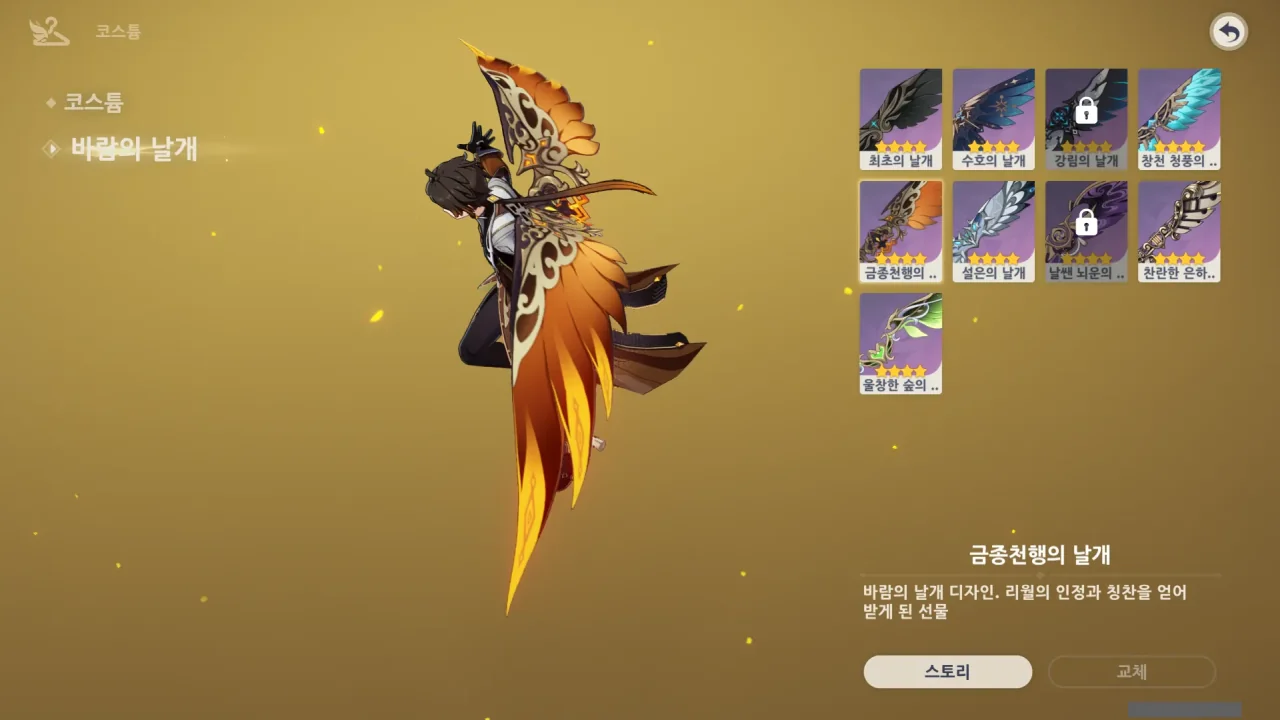 코스튬
코스튬
바람의 날개
최초의 날개
수호의 날개
강림의 날개
창천 청풍의 ..
금종천행의 ..
설은의 날개
날쌘 뇌운의 ..
찬란한 은하..
울창한 숲의 ..
금종천행의 날개
바람의 날개 디자인. 리월의 인정과 칭찬을 얻어
받게 된 선물
스토리
교체